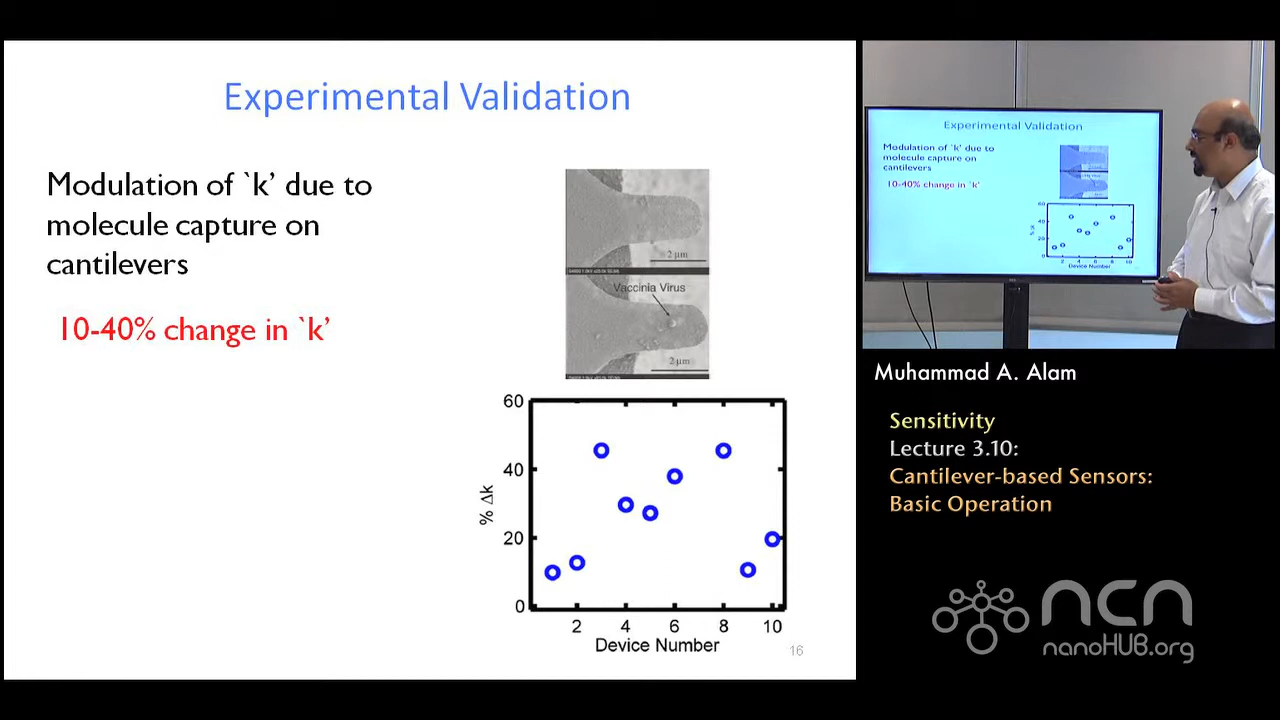 Experimental Validation
Modulation of `k’ due to
molecule capture on
cantilevers
10-40% change in `k’
2 μm
Vaccinia Virus
2 μm
60
40
20
0
% Δk
2 4 6 8 10
Device Number
16
Experimental Validation
Modulation of `k’ due to
molecule capture on
cantilevers
10-40% change in `k’
Device Number
Muhammad A. Alam
Sensitivity
Lecture 3.10:
Cantilever-based Sensors:
Basic Operation
ncn
nanoHUB.org